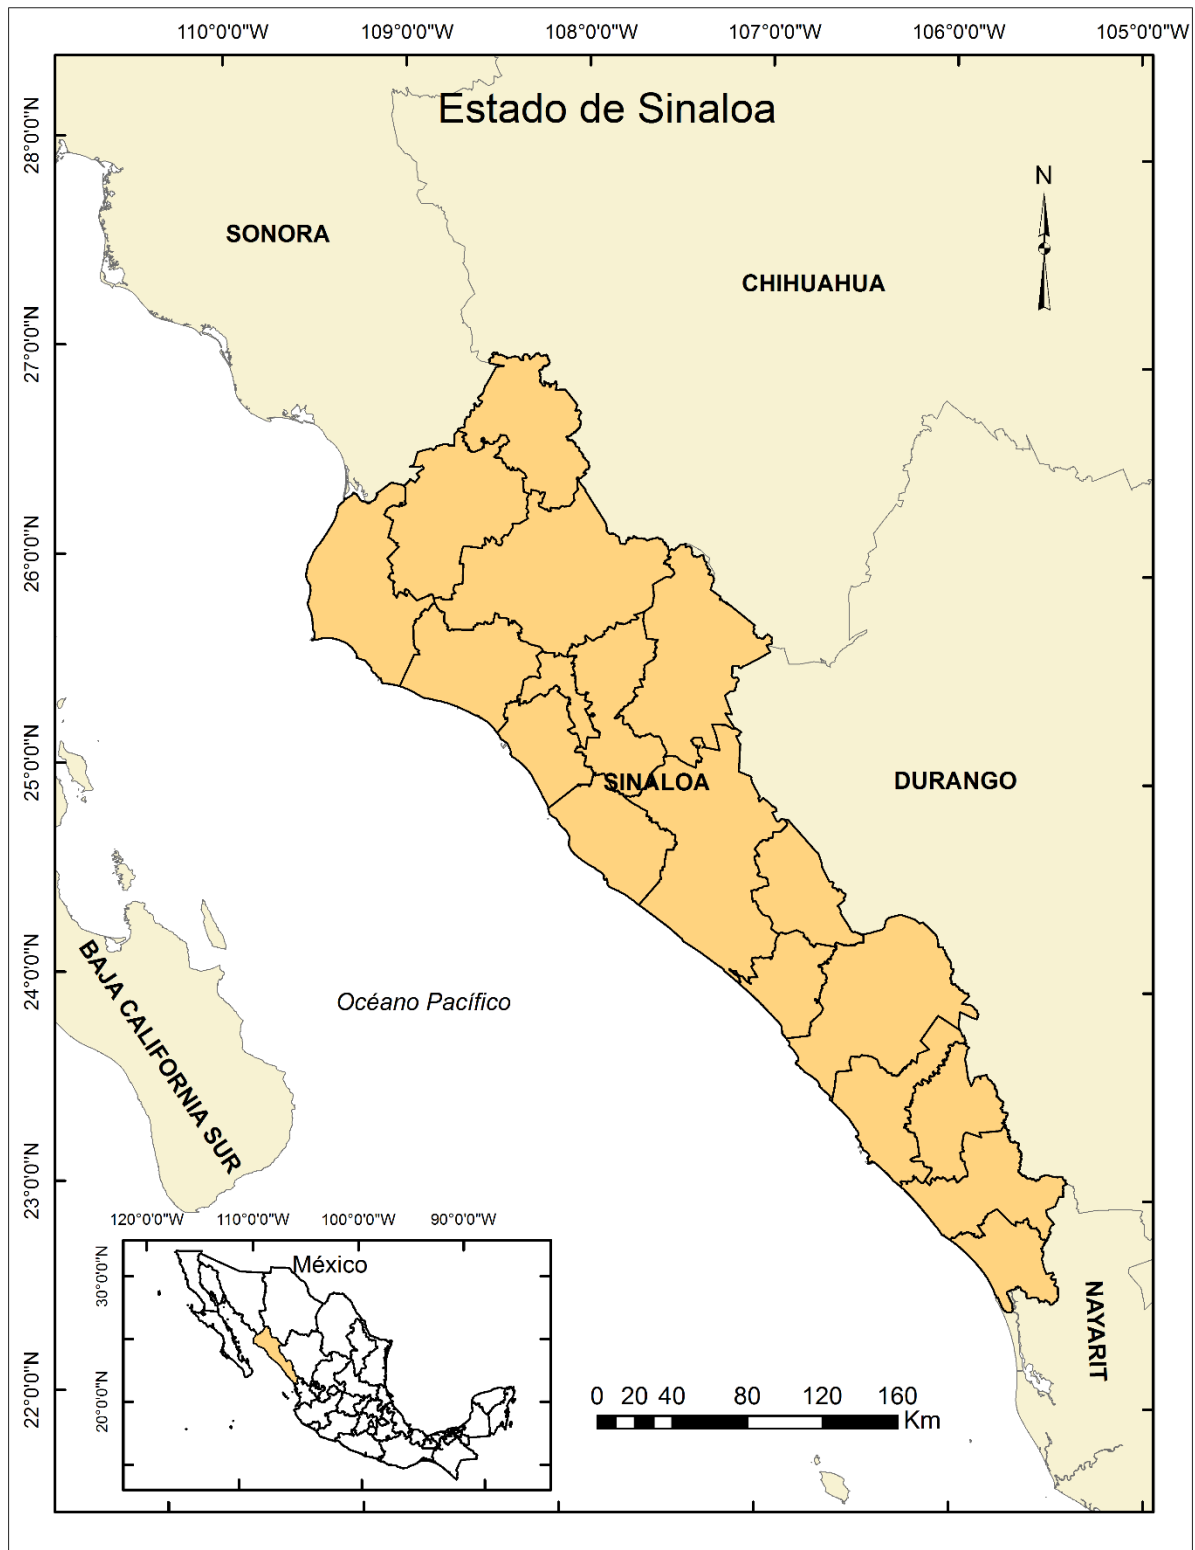 110°0'0"W 109°0'0"W 108°0'0"W 107°0'0"W 106°0'0"W 105°0'0"W
Estado de Sinaloa
28°0'0"N
N
SONORA
CHIHUAHUA
27°0'0"N
26°0'0"N
25°0'0"N
SINALOA
DURANGO
24°0'0"N
BAJA CALIFORNIA SUR
Océano Pacífico
23°0'0"N
120°0'0"W 110°0'0"W 100°0'0"W 90°0'0"W
México
30°0'0"N
NAYARIT
22°0'0"N
20°0'0"N
0 20 40 80 120 160
Km